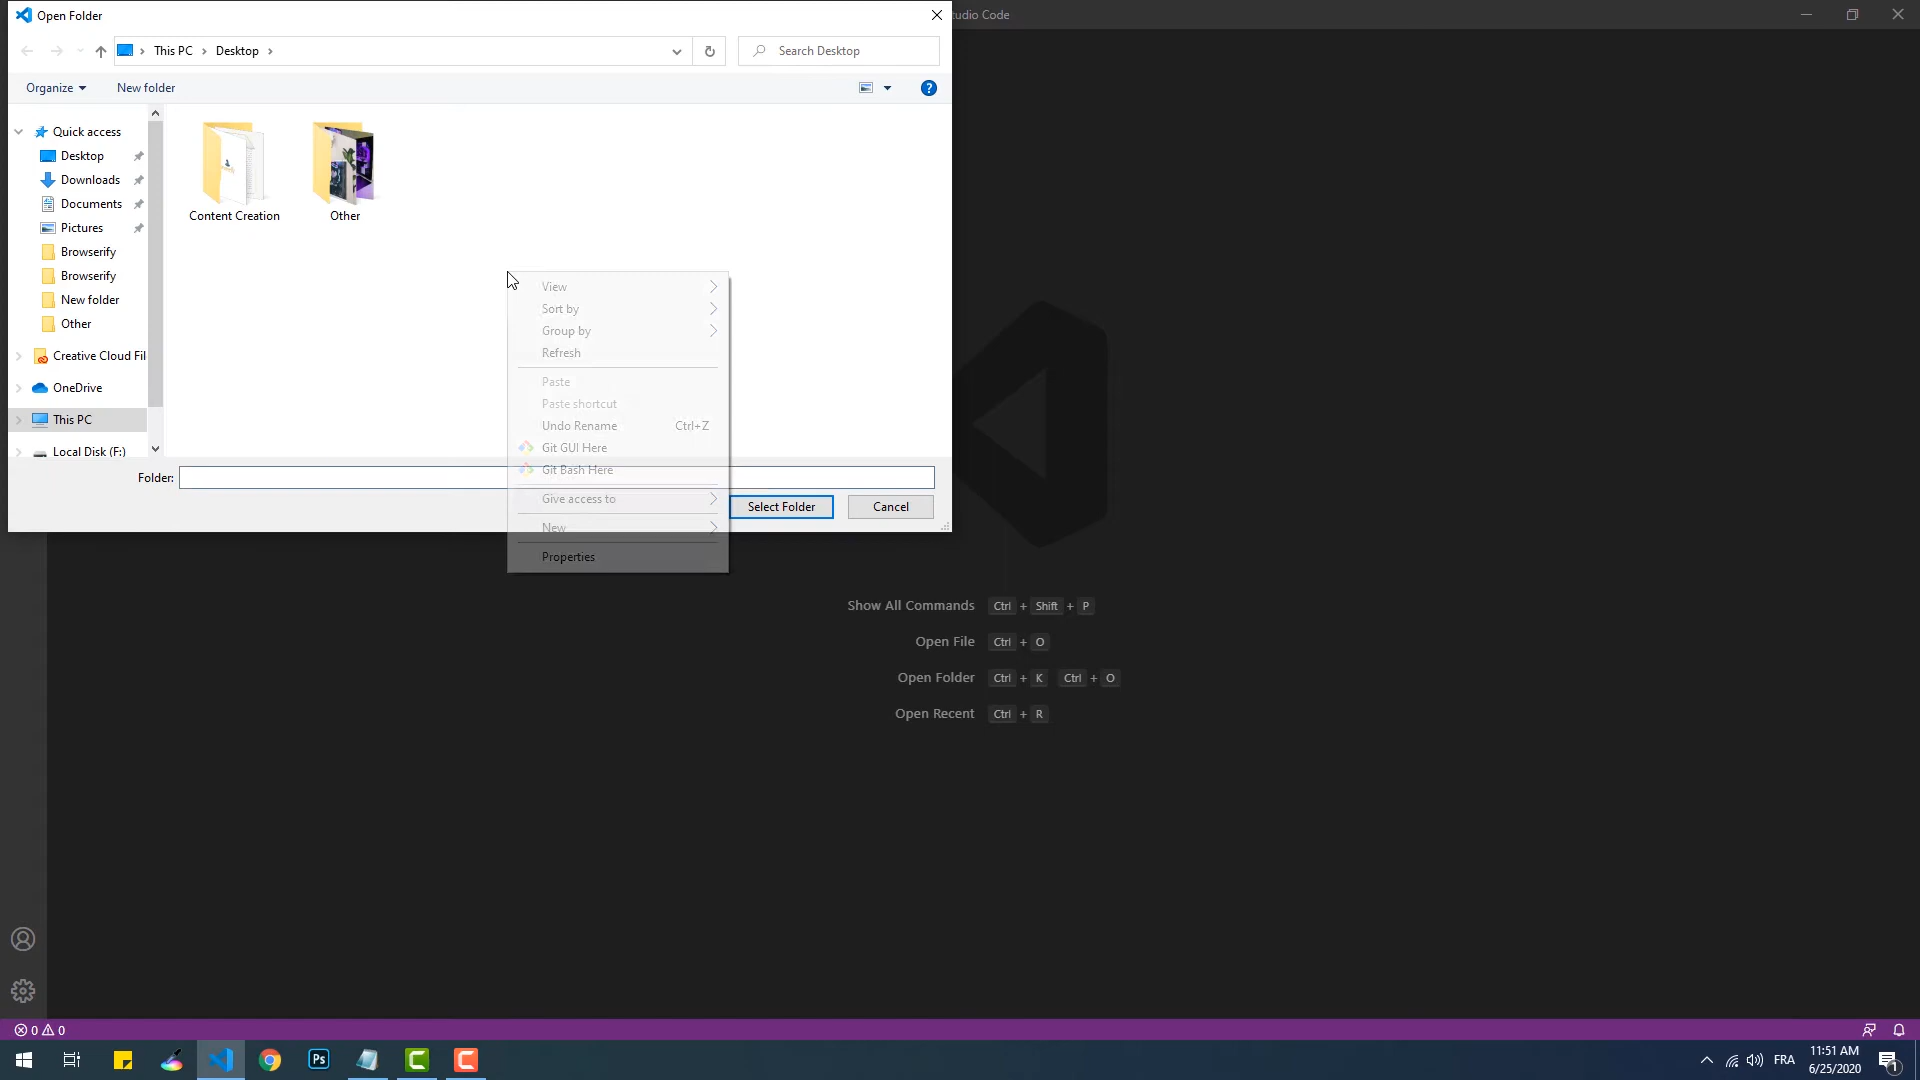 Open Folder
tudio Code
This PC
Desktop
Search Desktop
Organize
New folder
Quick access
Desktop
Downloads
Documents
Pictures
Browserify
Browserify
New folder
Other
Creative Cloud Fil
OneDrive
This PC
Local Disk (F:)
Content Creation
Other
View
Sort by
Group by
Refresh
Paste
Paste shortcut
Undo Rename Ctrl+Z
Git GUI Here
Git Bash Here
Give access to
New
Properties
Folder:
Select Folder
Cancel
Show All Commands Ctrl + Shift + P
Open File Ctrl + O
Open Folder Ctrl + K Ctrl + O
Open Recent Ctrl + R
0 0
Ps
C
C
FRA
11:51 AM
6/25/2020
1